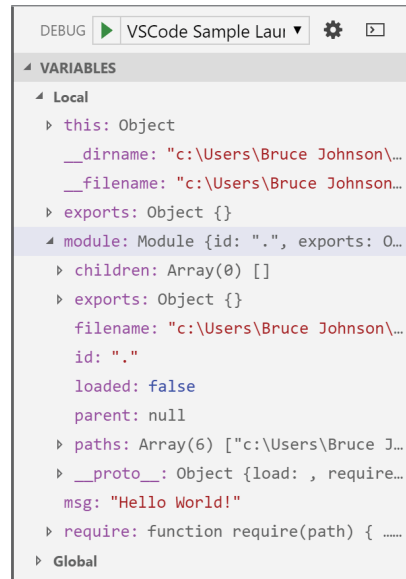 DEBUG VSCode Sample Lau
VARIABLES
Local
this: Object
__dirname: "c:\Users\Bruce Johnson\…
__filename: "c:\Users\Bruce Johnson…
exports: Object {}
module: Module {id: ".", exports: O…
children: Array(0) []
exports: Object {}
filename: "c:\Users\Bruce Johnson\…
id: "."
loaded: false
parent: null
paths: Array(6) ["c:\Users\Bruce J…
__proto__: Object {load: , require…
msg: "Hello World!"
require: function require(path) { ……
Global